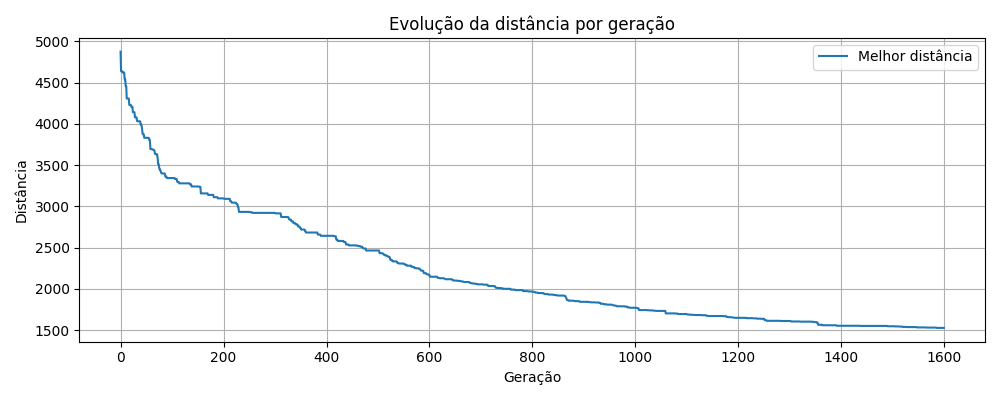 Evolução da distância por geração
Melhor distância
Distância
5000
4500
4000
3500
3000
2500
2000
1500
0 200 400 600 800 1000 1200 1400 1600
Geração